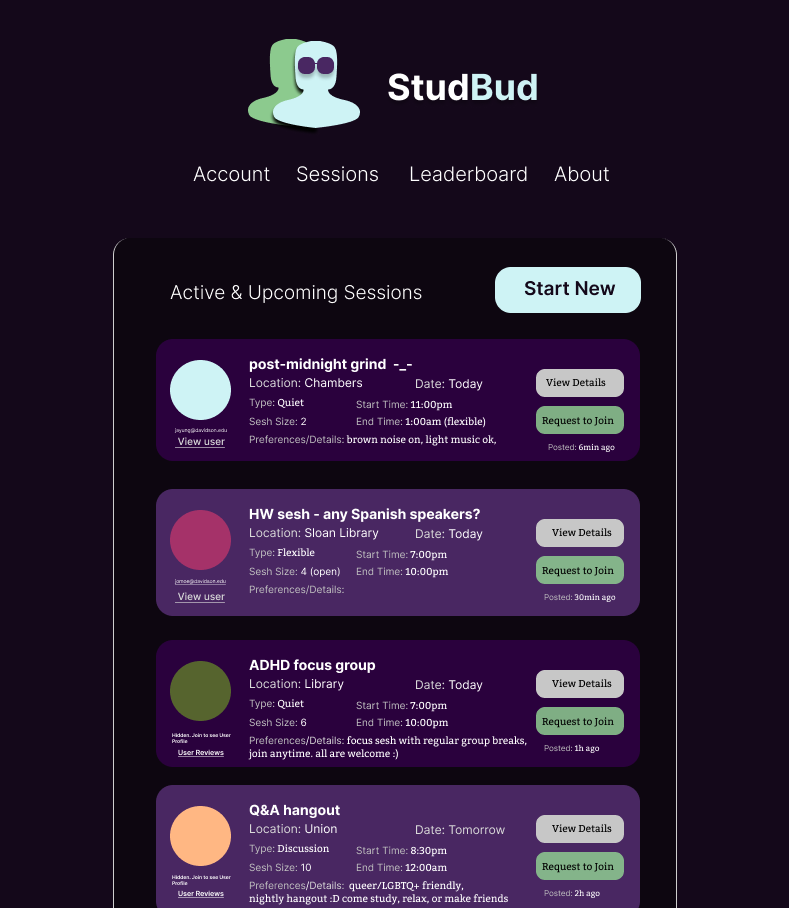 StudBud
Account Sessions Leaderboard About
Active & Upcoming Sessions
Start New
post-midnight grind -_-
Location: Chambers
Date: Today
Type: Quiet
Start Time: 11:00pm
Sesh Size: 2
End Time: 1:00am (flexible)
Preferences/Details: brown noise on, light music ok,
jayung@davidson.edu
View user
View Details
Request to Join
Posted: 6min ago
HW sesh - any Spanish speakers?
Location: Sloan Library
Date: Today
Type: Flexible
Start Time: 7:00pm
Sesh Size: 4 (open)
End Time: 10:00pm
Preferences/Details:
View user
View Details
Request to Join
Posted: 30min ago
ADHD focus group
Location: Library
Date: Today
Type: Quiet
Start Time: 7:00pm
Sesh Size: 6
End Time: 10:00pm
Preferences/Details: focus sesh with regular group breaks,
join anytime. all are welcome :)
Hidden. Join to see User
Profile
User Reviews
View Details
Request to Join
Posted: 1h ago
Q&A hangout
Location: Union
Date: Tomorrow
Type: Discussion
Start Time: 8:30pm
Sesh Size: 10
End Time: 12:00am
Preferences/Details: queer/LGBTQ+ friendly,
nightly hangout :D come study, relax, or make friends
Hidden. Join to see User
Profile
User Reviews
View Details
Request to Join
Posted: 2h ago